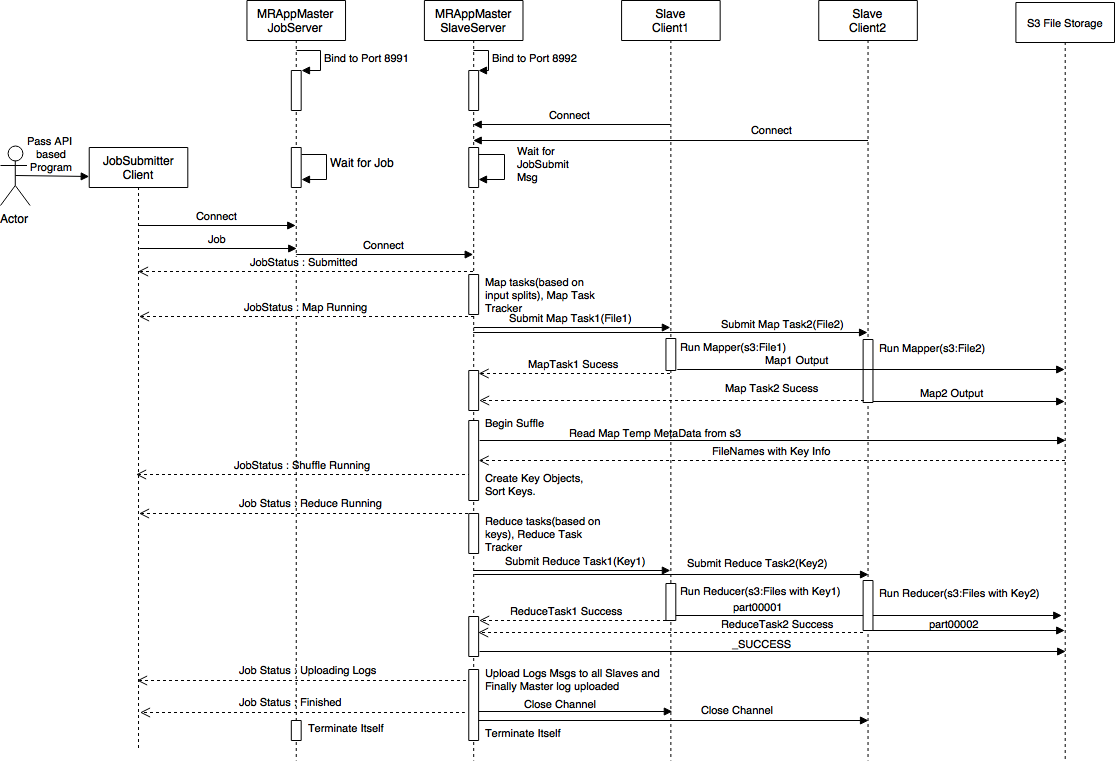 MRAppMaster
JobServer
MRAppMaster
SlaveServer
Slave
Client1
Slave
Client2
S3 File Storage
Bind to Port 8991
Bind to Port 8992
Connect
Connect
Pass API
based
Program
Actor
JobSubmitter
Client
Wait for Job
Wait for
JobSubmit
Msg
Connect
Job
Connect
JobStatus : Submitted
Map tasks(based on
input splits), Map Task
Tracker
JobStatus : Map Running
Submit Map Task1(File1)
Submit Map Task2(File2)
Run Mapper(s3:File1)
Run Mapper(s3:File2)
Map1 Output
MapTask1 Sucess
Map Task2 Sucess
Map2 Output
Begin Suffle
Read Map Temp MetaData from s3
FileNames with Key Info
JobStatus : Shuffle Running
Create Key Objects,
Sort Keys.
Job Status : Reduce Running
Reduce tasks(based on
keys), Reduce Task
Tracker
Submit Reduce Task1(Key1)
Submit Reduce Task2(Key2)
Run Reducer(s3:Files with Key1)
Run Reducer(s3:Files with Key2)
part00001
ReduceTask1 Success
ReduceTask2 Success
part00002
_SUCCESS
Job Status : Uploading Logs
Upload Logs Msgs to all Slaves and
Finally Master log uploaded
Job Status : Finished
Close Channel
Close Channel
Terminate Itself
Terminate Itself